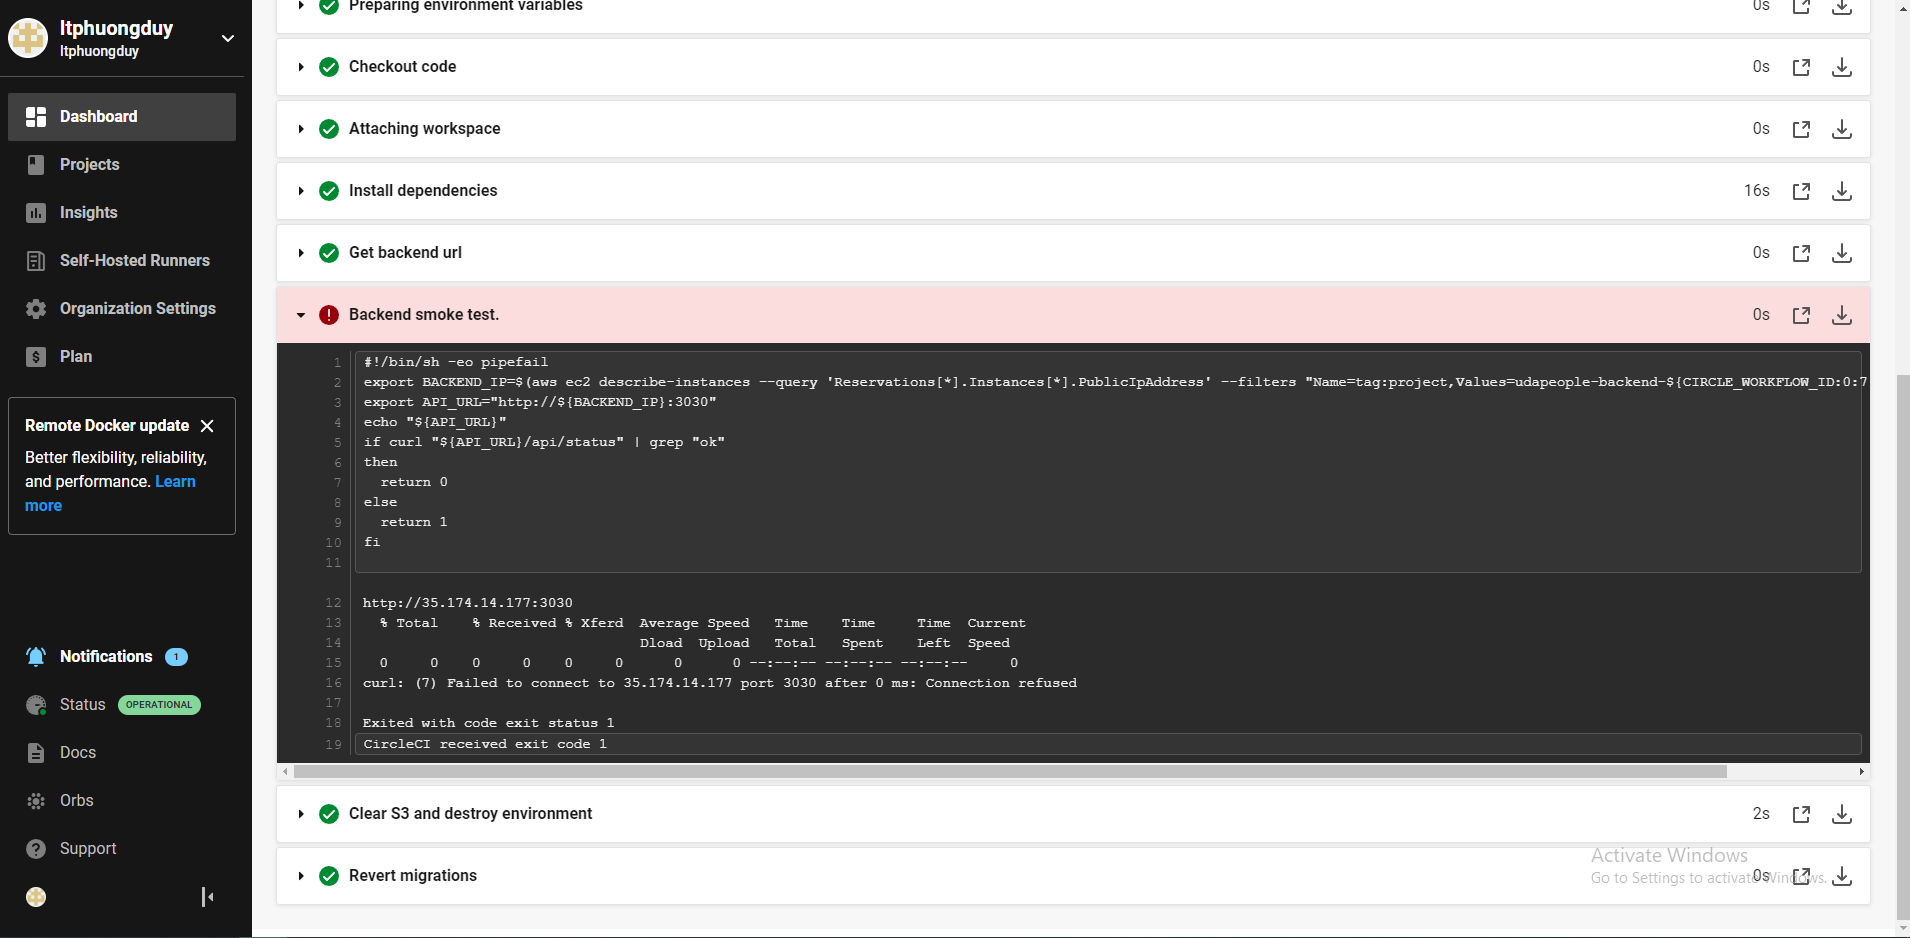 ltphuongduy
ltphuongduy
Dashboard
Projects
Insights
Self-Hosted Runners
Organization Settings
Plan
Remote Docker update
Better flexibility, reliability,
and performance. Learn
more
Notifications 1
Status OPERATIONAL
Docs
Orbs
Support
Preparing environment variables 0s
Checkout code 0s
Attaching workspace 0s
Install dependencies 16s
Get backend url 0s
Backend smoke test. 0s
1 #!/bin/sh -eo pipefail
2 export BACKEND_IP=$(aws ec2 describe-instances --query 'Reservations[*].Instances[*].PublicIpAddress' --filters "Name=tag:project,Values=udapeople-backend-${CIRCLE_WORKFLOW_ID:0:7
3 export API_URL="http://${BACKEND_IP}:3030"
4 echo "${API_URL}"
5 if curl "${API_URL}/api/status" | grep "ok"
6 then
7 return 0
8 else
9 return 1
10 fi
11
12 http://35.174.14.177:3030
13 % Total % Received % Xferd Average Speed Time Time Time Current
14 Dload Upload Total Spent Left Speed
15 0 0 0 0 0 0 0 0 --:--:-- --:--:-- --:--:-- 0
16 curl: (7) Failed to connect to 35.174.14.177 port 3030 after 0 ms: Connection refused
17
18 Exited with code exit status 1
19 CircleCI received exit code 1
Clear S3 and destroy environment 2s
Revert migrations 0s
Activate Windows
Go to Settings to activate Windows.